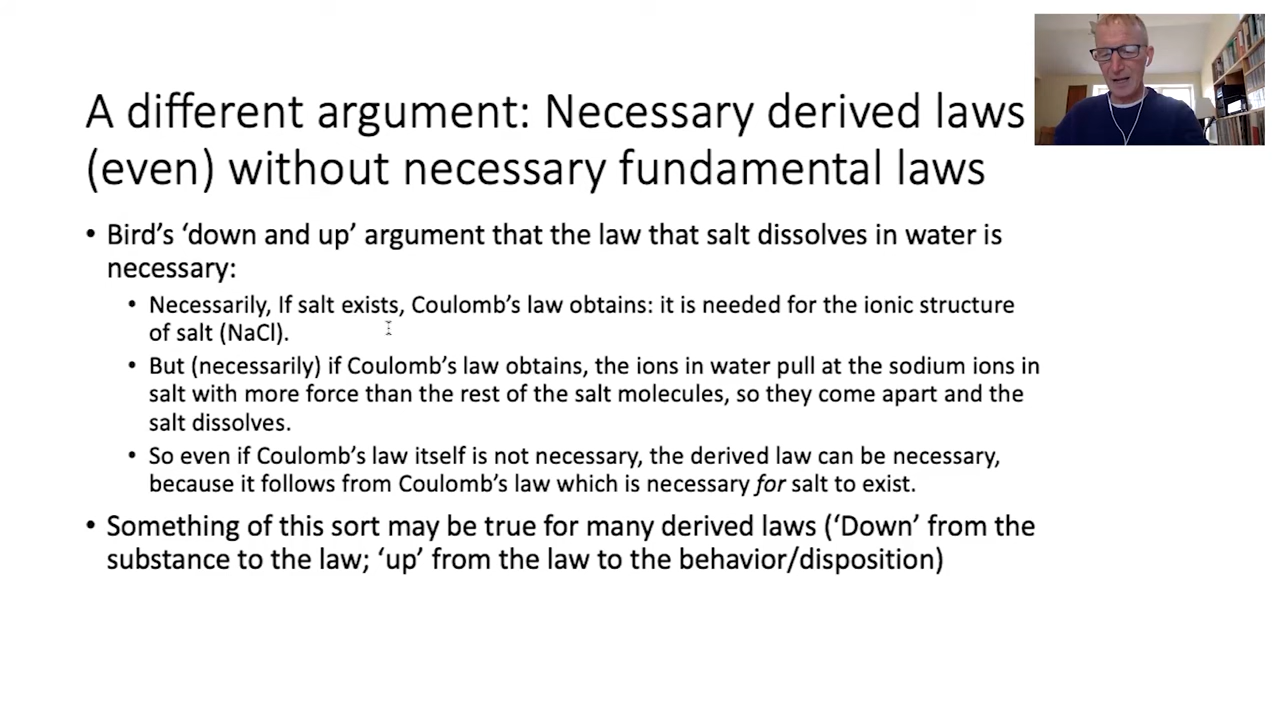 A different argument: Necessary derived laws
(even) without necessary fundamental laws
• Bird's 'down and up' argument that the law that salt dissolves in water is
necessary:
• Necessarily, If salt exists, Coulomb's law obtains: it is needed for the ionic structure
of salt (NaCl).
• But (necessarily) if Coulomb's law obtains, the ions in water pull at the sodium ions in
salt with more force than the rest of the salt molecules, so they come apart and the
salt dissolves.
• So even if Coulomb's law itself is not necessary, the derived law can be necessary,
because it follows from Coulomb's law which is necessary for salt to exist.
• Something of this sort may be true for many derived laws ('Down' from the
substance to the law; 'up' from the law to the behavior/disposition)